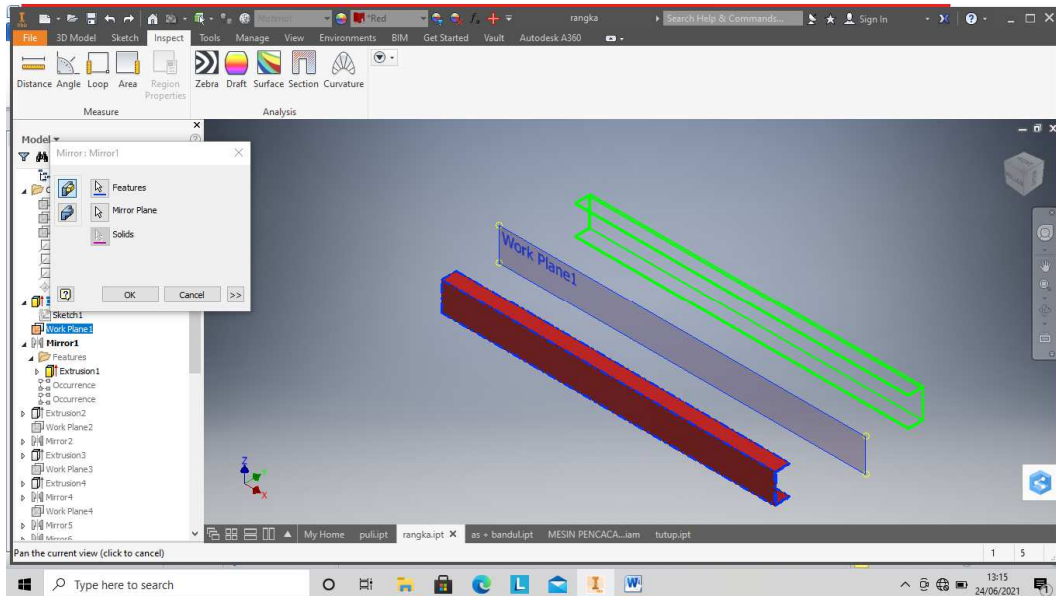 PRO
Material
*Red
rangka
Search Help & Commands...
Sign In
File 3D Model Sketch Inspect Tools Manage View Environments BIM Get Started Vault Autodesk A360
Distance Angle Loop Area Region Properties Zebra Draft Surface Section Curvature
Measure Analysis
Model
Mirror : Mirror1
Features
Mirror Plane
Solids
OK Cancel >>
Sketch1
Work Plane1
Mirror1
Features
Extrusion1
Occurrence
Occurrence
Extrusion2
Work Plane2
Mirror2
Extrusion3
Work Plane3
Extrusion4
Mirror4
Work Plane4
Mirror5
Mirror6
Work Plane1
Z
X
My Home puli.ipt rangka.ipt as + bandul.ipt MESIN PENCACA...iam tutup.ipt
Pan the current view (click to cancel)
1 5
Type here to search
13:15
24/06/2021